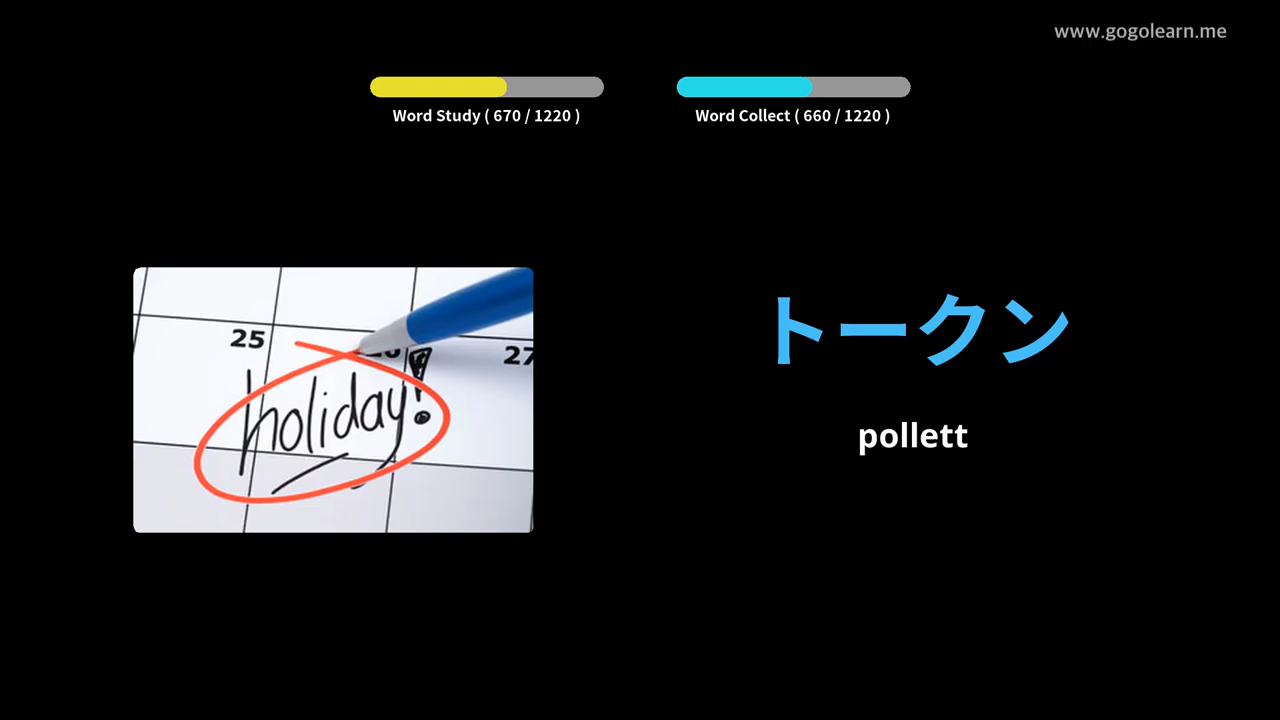 www.gogolearn.me
Word Study ( 670 / 1220 )
Word Collect ( 660 / 1220 )
25
26
27
holiday!
トークン
pollett